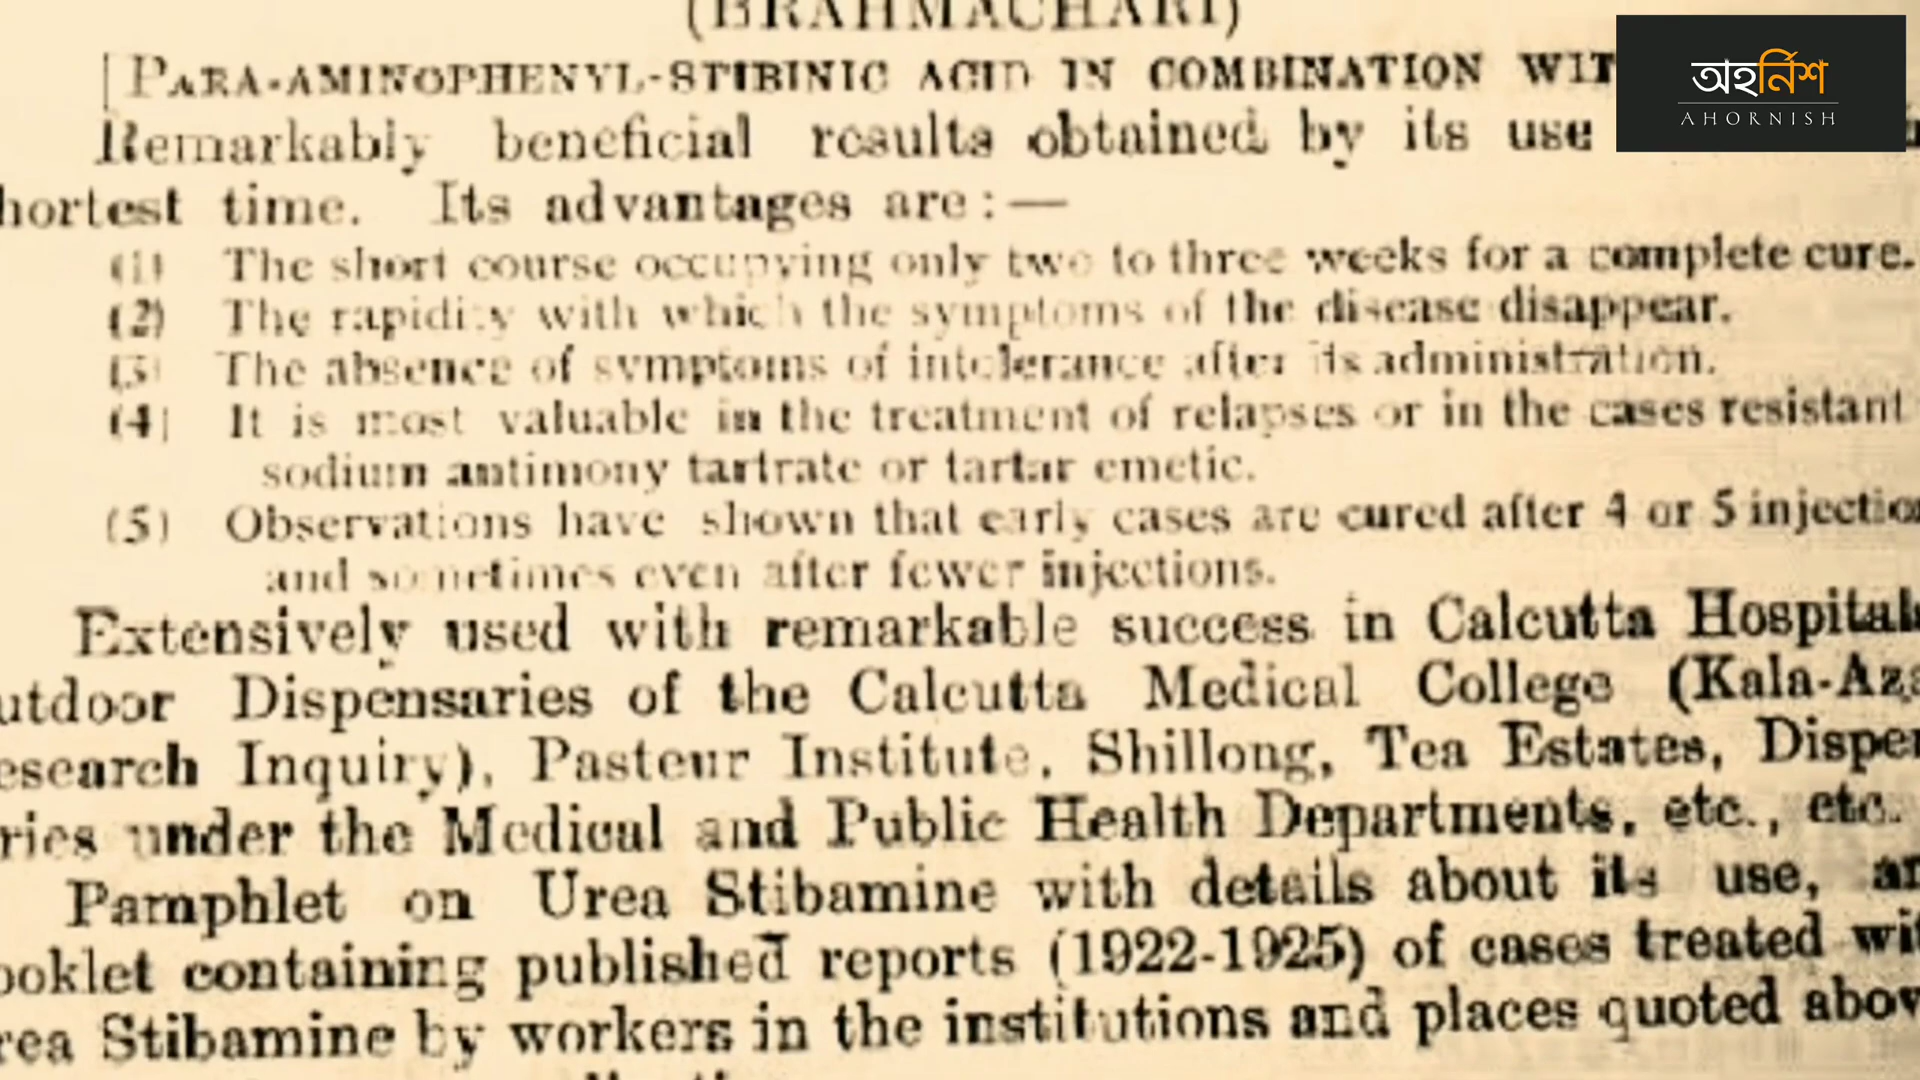 (BRAHMACHARI)
[PARA-AMINOPHENYL-STIBINIC ACID IN COMBINATION WIT
Remarkably beneficial results obtained by its use
hortest time. Its advantages are:—
(1) The short course occupying only two to three weeks for a complete cure.
(2) The rapidity with which the symptoms of the disease disappear.
(3) The absence of symptoms of intolerance after its administration.
(4) It is most valuable in the treatment of relapses or in the cases resistant
sodium antimony tartrate or tartar emetic.
(5) Observations have shown that early cases are cured after 4 or 5 injectio
and sometimes even after fewer injections.
Extensively used with remarkable success in Calcutta Hospital
utdoor Dispensaries of the Calcutta Medical College (Kala-Aza
esearch Inquiry), Pasteur Institute, Shillong, Tea Estates, Dispen
ries under the Medical and Public Health Departments, etc., etc.
Pamphlet on Urea Stibamine with details about its use, an
ooklet containing published reports (1922-1925) of cases treated wit
rea Stibamine by workers in the institutions and places quoted abov
অহর্নিশ
AHORNISH